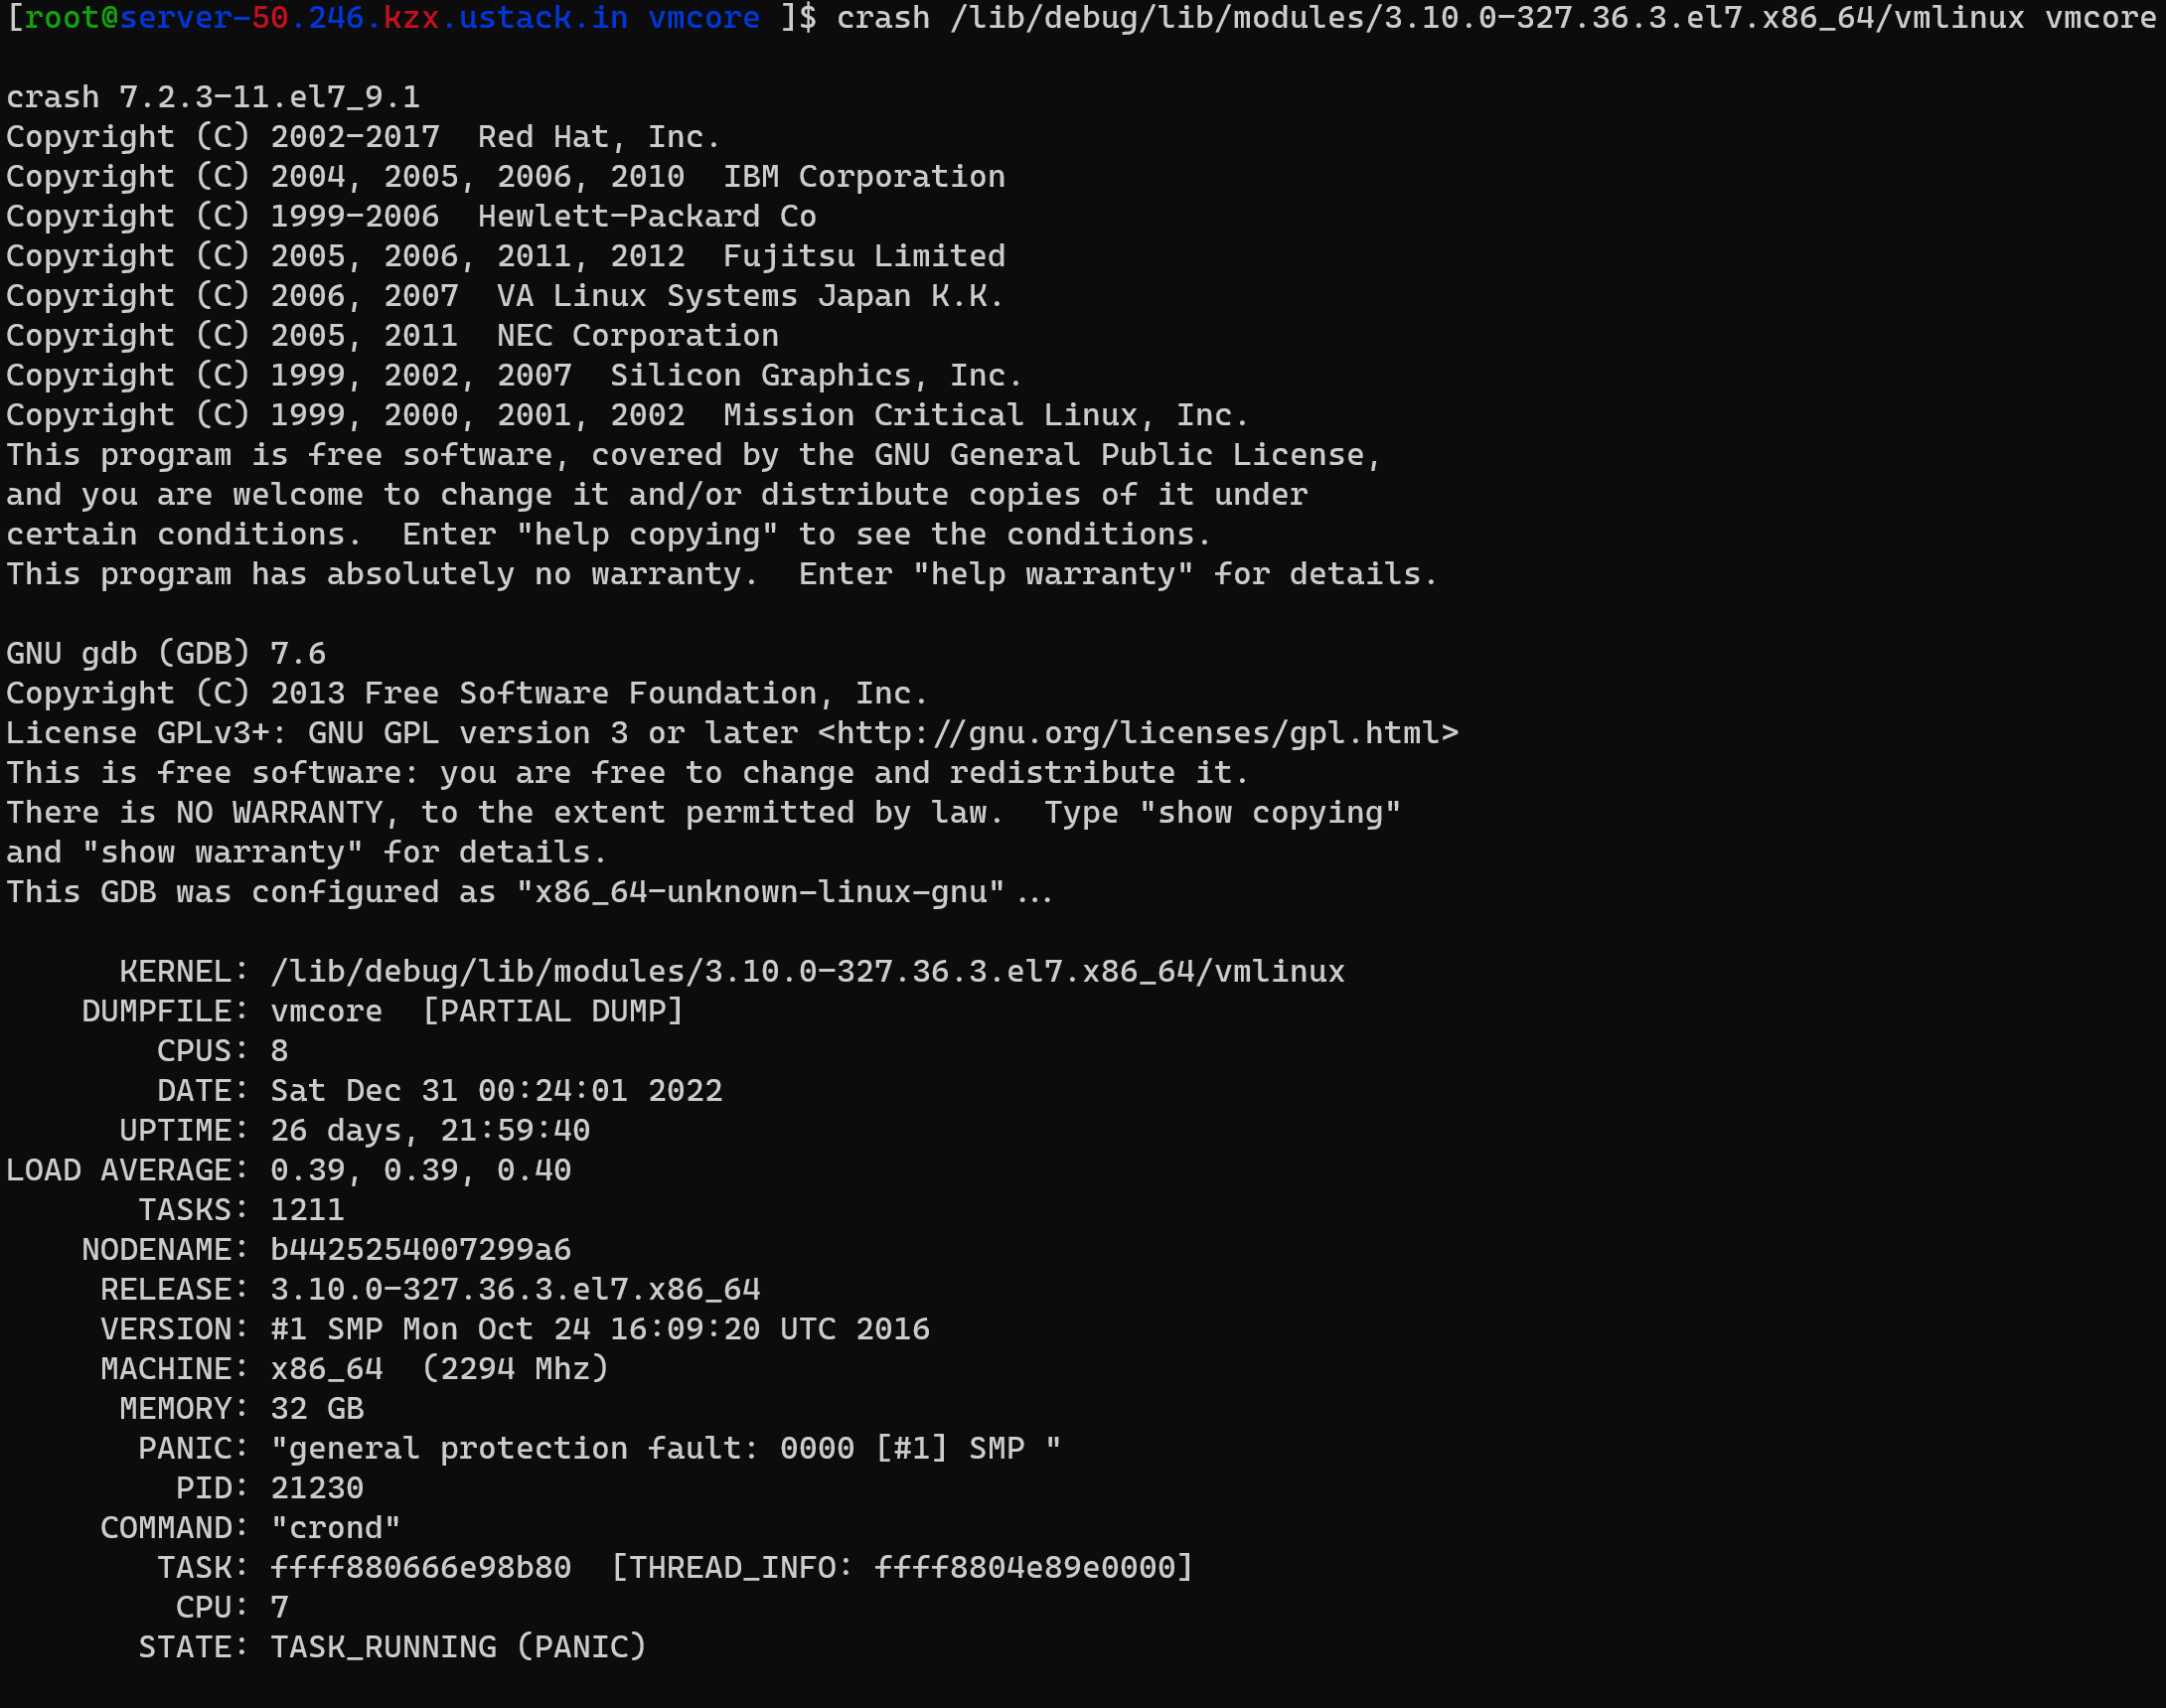 [root@server-50.246.kzx.ustack.in vmcore ]$ crash /lib/debug/lib/modules/3.10.0-327.36.3.el7.x86_64/vmlinux vmcore

crash 7.2.3-11.el7_9.1
Copyright (C) 2002-2017  Red Hat, Inc.
Copyright (C) 2004, 2005, 2006, 2010  IBM Corporation
Copyright (C) 1999-2006  Hewlett-Packard Co
Copyright (C) 2005, 2006, 2011, 2012  Fujitsu Limited
Copyright (C) 2006, 2007  VA Linux Systems Japan K.K.
Copyright (C) 2005, 2011  NEC Corporation
Copyright (C) 1999, 2002, 2007  Silicon Graphics, Inc.
Copyright (C) 1999, 2000, 2001, 2002  Mission Critical Linux, Inc.
This program is free software, covered by the GNU General Public License,
and you are welcome to change it and/or distribute copies of it under
certain conditions.  Enter "help copying" to see the conditions.
This program has absolutely no warranty.  Enter "help warranty" for details.

GNU gdb (GDB) 7.6
Copyright (C) 2013 Free Software Foundation, Inc.
License GPLv3+: GNU GPL version 3 or later <http://gnu.org/licenses/gpl.html>
This is free software: you are free to change and redistribute it.
There is NO WARRANTY, to the extent permitted by law.  Type "show copying"
and "show warranty" for details.
This GDB was configured as "x86_64-unknown-linux-gnu"...

      KERNEL: /lib/debug/lib/modules/3.10.0-327.36.3.el7.x86_64/vmlinux
    DUMPFILE: vmcore  [PARTIAL DUMP]
        CPUS: 8
        DATE: Sat Dec 31 00:24:01 2022
      UPTIME: 26 days, 21:59:40
LOAD AVERAGE: 0.39, 0.39, 0.40
       TASKS: 1211
    NODENAME: b4425254007299a6
     RELEASE: 3.10.0-327.36.3.el7.x86_64
     VERSION: #1 SMP Mon Oct 24 16:09:20 UTC 2016
     MACHINE: x86_64  (2294 Mhz)
      MEMORY: 32 GB
       PANIC: "general protection fault: 0000 [#1] SMP "
         PID: 21230
     COMMAND: "crond"
        TASK: ffff880666e98b80  [THREAD_INFO: ffff8804e89e0000]
         CPU: 7
       STATE: TASK_RUNNING (PANIC)